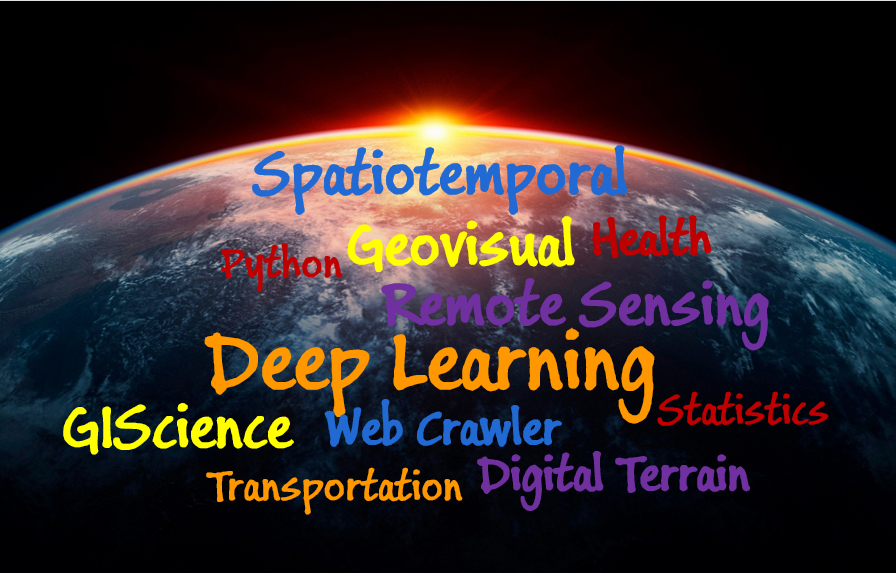 Spatiotemporal
Python Geovisual Health
Remote Sensing
Deep Learning
GIScience Web Crawler Statistics
Transportation Digital Terrain